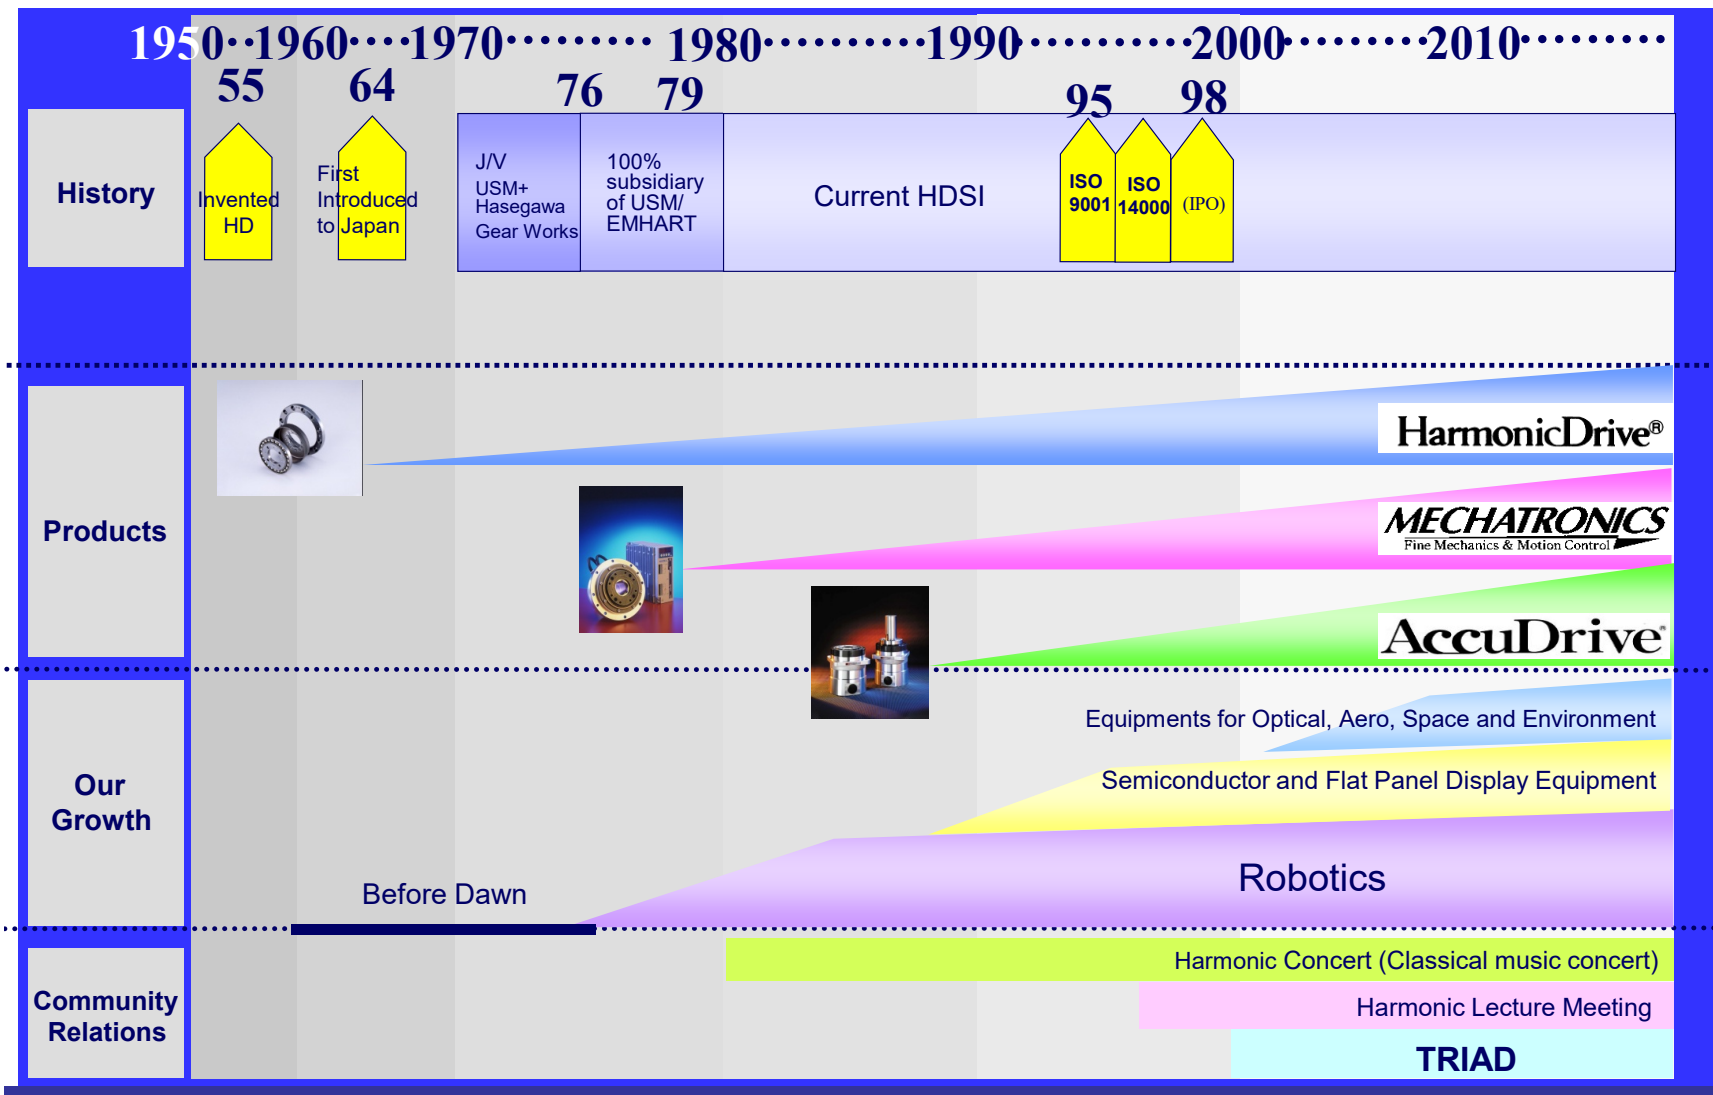 1950··1960····1970········ 1980·········1990·········2000·······2010·········
55 64 76 79 95 98
History
Invented
HD
First
Introduced
to Japan
J/V
USM+
Hasegawa
Gear Works
100%
subsidiary
of USM/
EMHART
Current HDSI
ISO
9001
ISO
14000
(IPO)
Products
HarmonicDrive®
MECHATRONICS
Fine Mechanics & Motion Control
AccuDrive®
Our
Growth
Equipments for Optical, Aero, Space and Environment
Semiconductor and Flat Panel Display Equipment
Robotics
Before Dawn
Community
Relations
Harmonic Concert (Classical music concert)
Harmonic Lecture Meeting
TRIAD